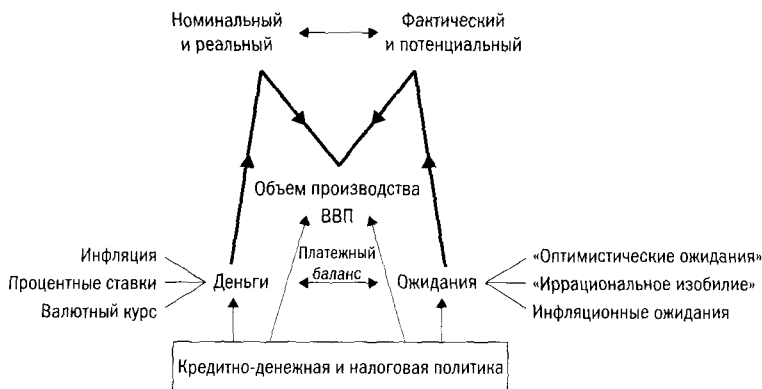 Номинальный
и реальный
Фактический
и потенциальный
Объем производства
ВВП
Инфляция
Процентные ставки
Валютный курс
Деньги
Платежный
баланс
Ожидания
«Оптимистические ожидания»
«Иррациональное изобилие»
Инфляционные ожидания
Кредитно-денежная и налоговая политика